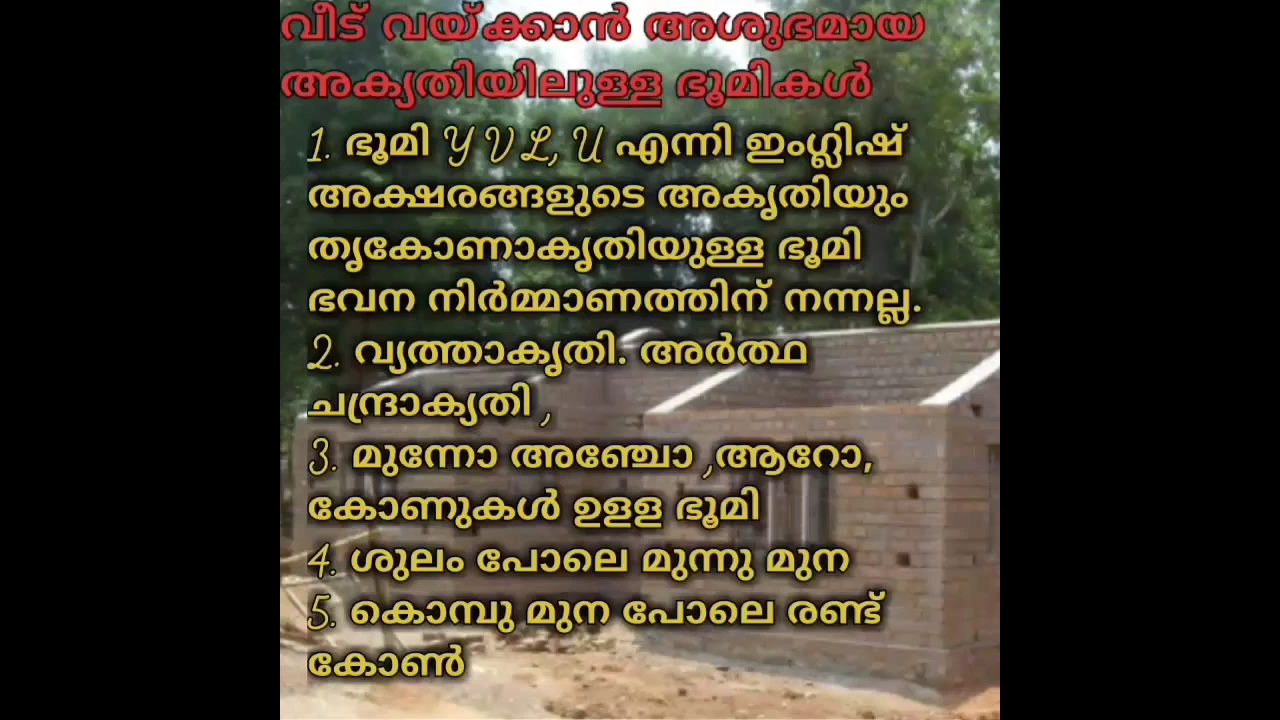 വീട് വയ്ക്കാൻ അശുഭമായ
അക്യതിയിലുള്ള ഭൂമികൾ
1. ഭൂമി Y V L, U എന്നി ഇംഗ്ലിഷ്
അക്ഷരങ്ങളുടെ അകൃതിയും
തൃകോണാകൃതിയുള്ള ഭൂമി
ഭവന നിർമ്മാണത്തിന് നന്നല്ല.
2. വ്യത്താകൃതി. അർത്ഥ
ചന്ദ്രാക്യതി ,
3. മുന്നോ അഞ്ചോ ,ആറോ,
കോണുകൾ ഉളള ഭൂമി
4. ശുലം പോലെ മുന്നു മുന
5. കൊമ്പു മുന പോലെ രണ്ട്
കോൺ